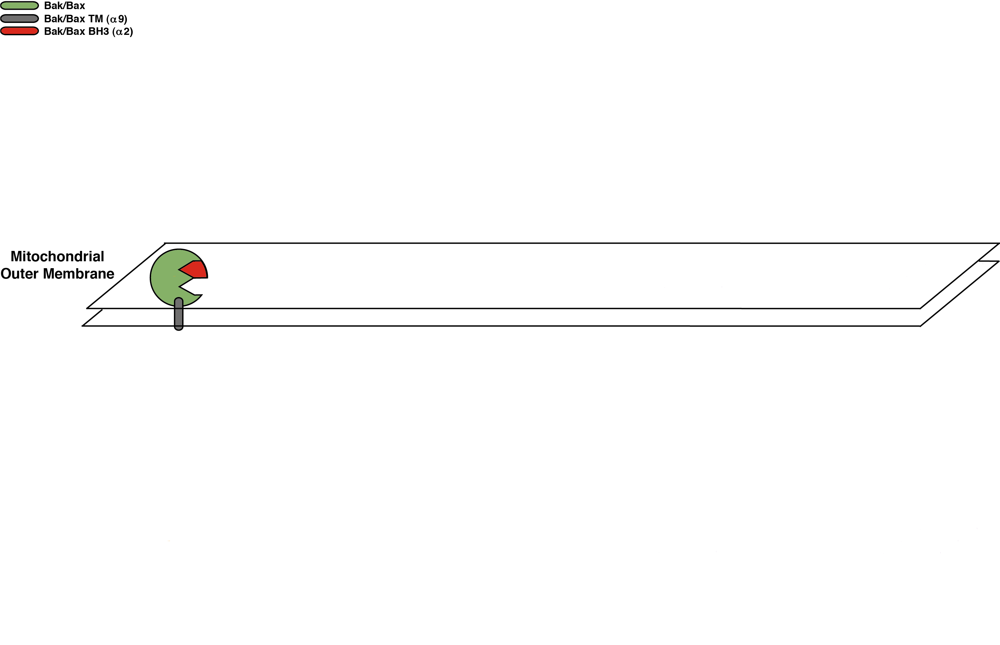 Bak/Bax
Bak/Bax TM (α9)
Bak/Bax BH3 (α2)
Mitochondrial
Outer Membrane